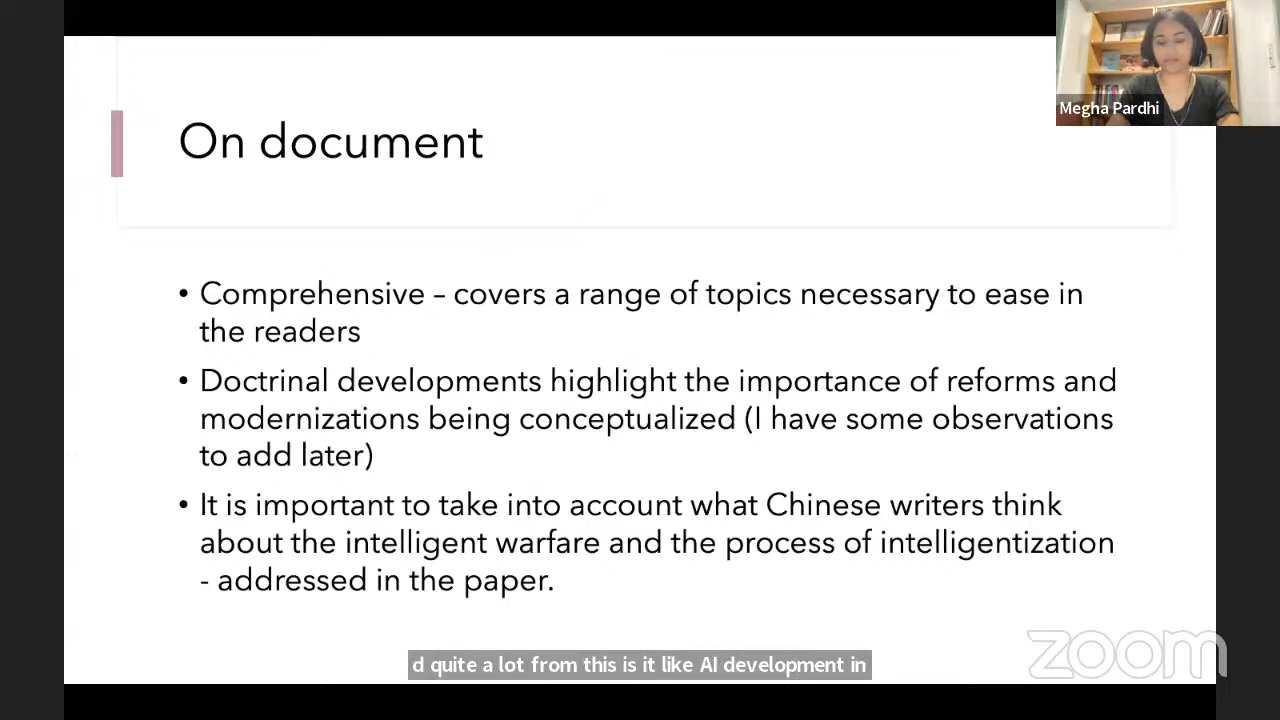 Megha Pardhi
On document
• Comprehensive – covers a range of topics necessary to ease in
the readers
• Doctrinal developments highlight the importance of reforms and
modernizations being conceptualized (I have some observations
to add later)
• It is important to take into account what Chinese writers think
about the intelligent warfare and the process of intelligentization
- addressed in the paper.
d quite a lot from this is it like AI development in
zoom